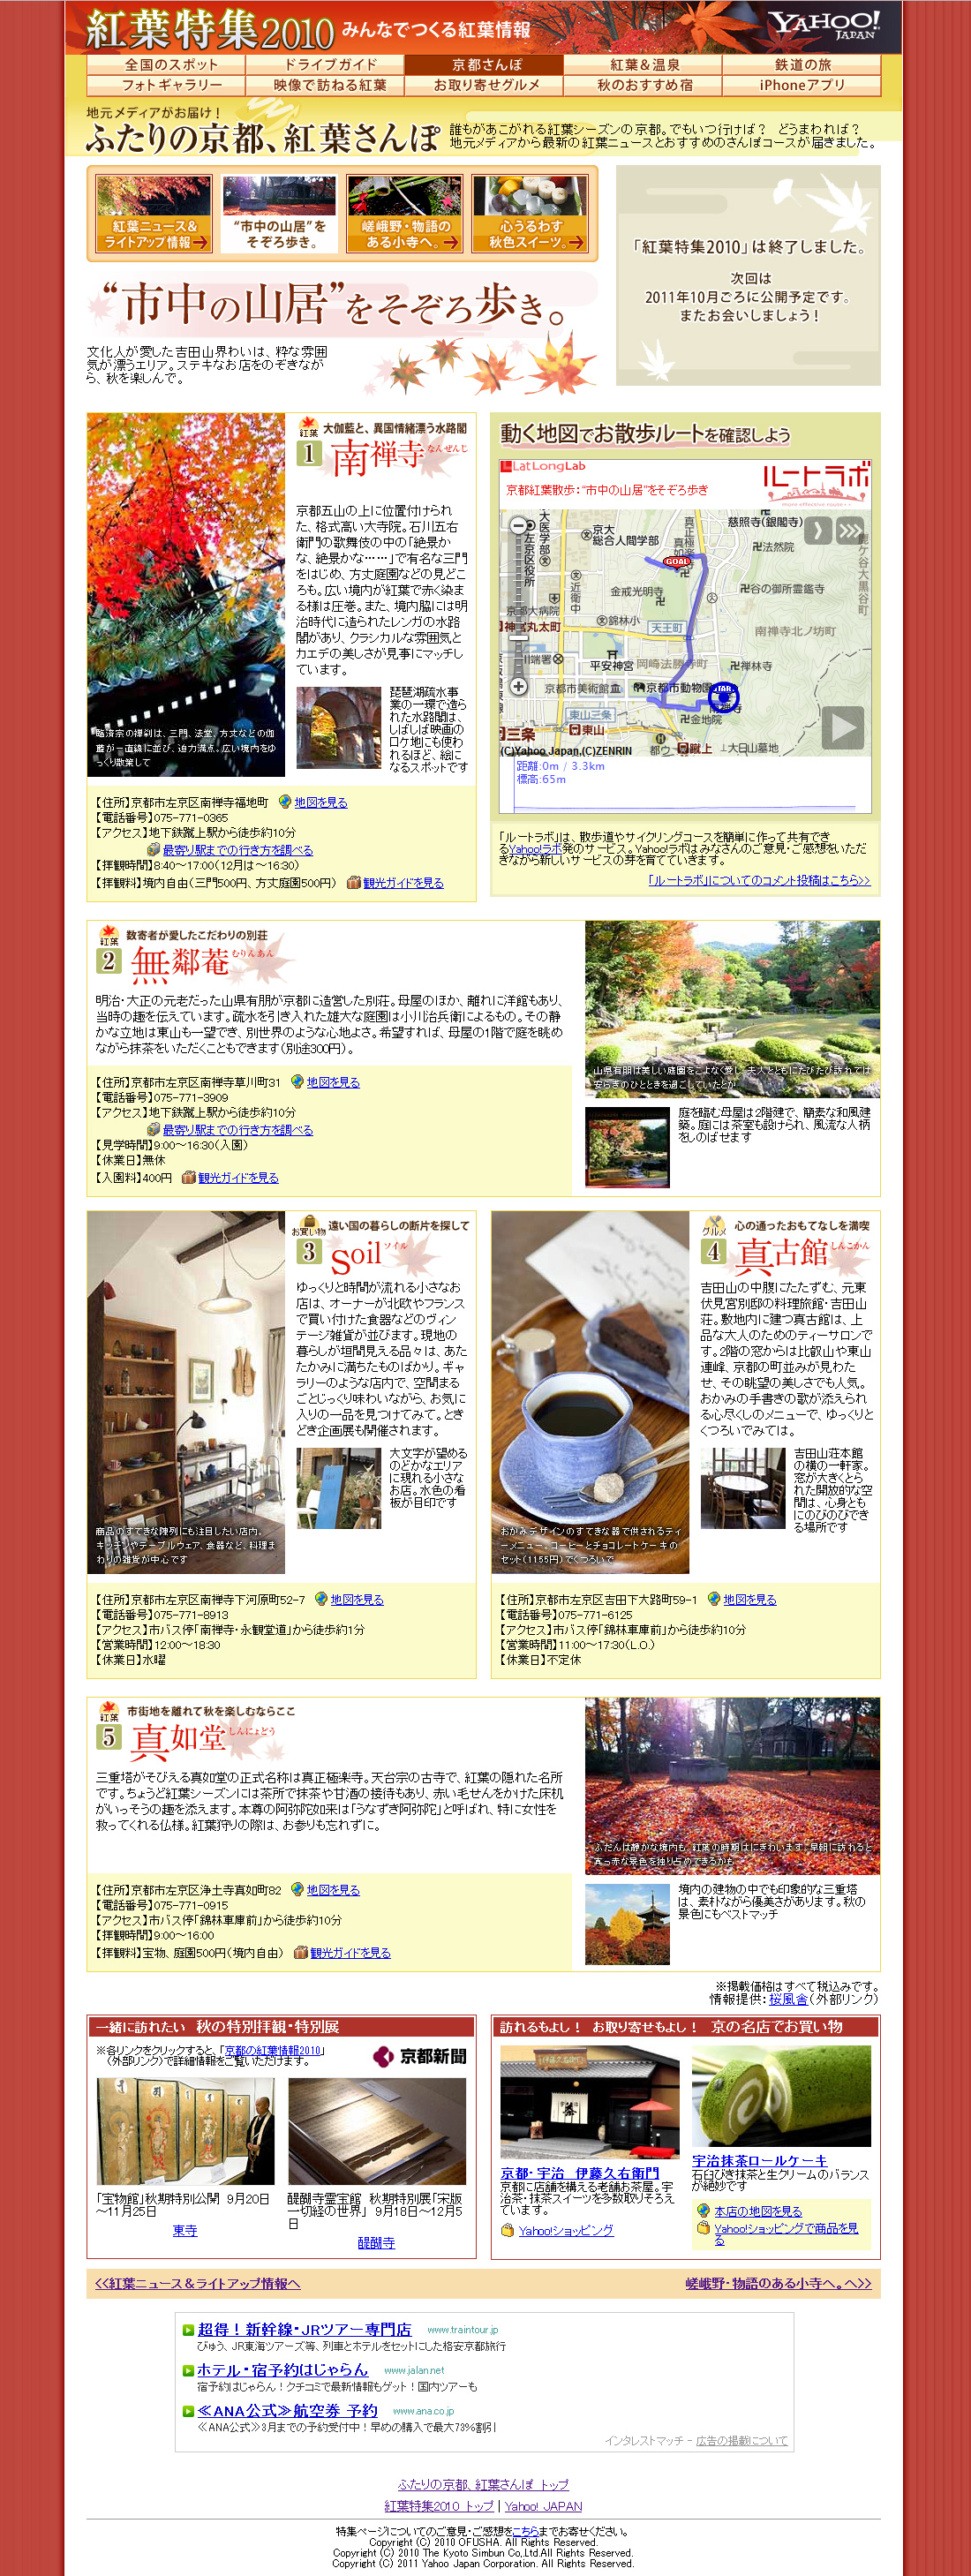 紅葉特集2010 みんなでつくる紅葉情報
YAHOO!
JAPAN
全国のスポット ドライブガイド 京都さんぽ 紅葉&温泉 鉄道の旅
フォトギャラリー 映像で訪ねる紅葉 お取り寄せグルメ 秋のおすすめ宿 iPhoneアプリ
地元メディアがお届け!
ふたりの京都、紅葉さんぽ
誰もがあこがれる紅葉シーズンの京都。でもいつ行けば? どうまわれば?
地元メディアから最新の紅葉ニュースとおすすめのさんぽコースが届きました。
紅葉ニュース&
ライトアップ情報
“市中の山居”を
そぞろ歩き。
嵯峨野・物語の
ある小寺へ。
心うるわす
秋色スイーツ。
「紅葉特集2010」は終了しました。
次回は
2011年10月ごろに公開予定です。
またお会いしましょう!
“市中の山居”をそぞろ歩き。
文化人が愛した吉田山界わいは、粋な雰囲
気が漂うエリア。ステキなお店をのぞきなが
ら、秋を楽しんで。
紅葉
1
大伽藍と、異国情緒漂う水路閣
南禅寺 なんぜんじ
京都五山の上に位置付けられ
た、格式高い大寺院。石川五右
衛門の歌舞伎の中の「絶景か
な、絶景かな……」で有名な三門
をはじめ、方丈庭園などの見どこ
ろも。広い境内が紅葉で赤く染ま
る様は圧巻。また、境内脇には明
治時代に造られたレンガの水路
閣があり、クラシカルな雰囲気と
カエデの美しさが見事にマッチし
ています。
臨済宗の禅刹は、三門、法堂、方丈などの伽
藍が一直線に並び、迫力満点。広い境内をゆ
っくり散策して
琵琶湖疏水事
業の一環で造ら
れた水路閣は、
しばしば映画の
ロケ地にも使わ
れるほど、絵に
なるスポットです
【住所】京都市左京区南禅寺福地町 地図を見る
【電話番号】075-771-0365
【アクセス】地下鉄蹴上駅から徒歩約10分
最寄り駅までの行き方を調べる
【拝観時間】8:40～17:00(12月は～16:30)
【拝観料】境内自由(三門500円、方丈庭園500円) 観光ガイドを見る
動く地図でお散歩ルートを確認しよう
LatLongLab
ルートラボ
more effective route~~
京都紅葉散歩:“市中の山居”をそぞろ歩き
大医学部
左京区役所
京大
総合人間学部
真正極楽寺
真如堂
慈照寺(銀閣寺)
法然院
鹿ケ谷大黒谷町
GOAL
近衛中
金戒光明寺
谷の御所霊鑑寺
京都大病院
神宮丸太町
錦林小
天王町
南禅寺北ノ坊町
川端署
平安神宮
岡崎法勝寺町
禅林寺
京都市美術館
京都市動物園
START
南禅寺
東山三条
金地院
三条
東山
都ウ
蹴上
大日山墓地
(C)Yahoo Japan,(C)ZENRIN
距離:0m / 3.3km
標高:65m
「ルートラボ」は、散歩道やサイクリングコースを簡単に作って共有でき
るYahoo!ラボ発のサービス。Yahoo!ラボはみなさんのご意見・ご感想をいただ
きながら新しいサービスの芽を育てていきます。
「ルートラボ」についてのコメント投稿はこちら>>
紅葉
2
数寄者が愛したこだわりの別荘
無鄰菴 むりんあん
明治・大正の元老だった山県有朋が京都に造営した別荘。母屋のほか、離れに洋館もあり、
当時の趣を伝えています。疏水を引き入れた雄大な庭園は小川治兵衛によるもの。その静
かな立地は東山も一望でき、別世界のような心地よさ。希望すれば、母屋の1階で庭を眺め
ながら抹茶をいただくこともできます(別途300円)。
山県有朋は美しい庭園をこよなく愛し、夫人とともにたびたび訪れては
安らぎのひとときを過ごしていたとか
庭を臨む母屋は2階建で、簡素な和風建
築。庭には茶室も設けられ、風流な人柄
をしのばせます
【住所】京都市左京区南禅寺草川町31 地図を見る
【電話番号】075-771-3909
【アクセス】地下鉄蹴上駅から徒歩約10分
最寄り駅までの行き方を調べる
【見学時間】9:00～16:30(入園)
【休業日】無休
【入園料】400円 観光ガイドを見る
お買い物
3
遠い国の暮らしの断片を探して
Soil ソイル
ゆっくりと時間が流れる小さなお
店は、オーナーが北欧やフランス
で買い付けた食器などのヴィン
テージ雑貨が並びます。現地の
暮らしが垣間見える品々は、あた
たかみに満ちたものばかり。ギャ
ラリーのような店内で、空間まる
ごとじっくり味わいながら、お気に
入りの一品を見つけてみて。とき
どき企画展も開催されます。
商品のすてきな陳列にも注目したい店内。
キッチンやテーブルウェア、食器など、料理ま
わりの雑貨が中心です
大文字が望める
のどかなエリア
に現れる小さな
お店。水色の看
板が目印です
【住所】京都市左京区南禅寺下河原町52-7 地図を見る
【電話番号】075-771-8913
【アクセス】市バス停「南禅寺・永観堂道」から徒歩約1分
【営業時間】12:00～18:30
【休業日】水曜
グルメ
4
心の通ったおもてなしを満喫
真古館 しんこかん
吉田山の中腹にたたずむ、元東
伏見宮別邸の料理旅館・吉田山
荘。敷地内に建つ真古館は、上
品な大人のためのティーサロンで
す。2階の窓からは比叡山や東山
連峰、京都の町並みが見わた
せ、その眺望の美しさでも人気。
おかみの手書きの歌が添えられ
る心尽くしのメニューで、ゆっくりと
くつろいでみては。
おかみデザインのすてきな器で供されるティ
ーメニュー。コーヒーとチョコレートケーキの
セット(1155円)でくつろいで
吉田山荘本館
の横の一軒家。
窓が大きくとら
れた開放的な空
間は、心身とも
にのびのびでき
る場所です
【住所】京都市左京区吉田下大路町59-1 地図を見る
【電話番号】075-771-6125
【アクセス】市バス停「錦林車庫前」から徒歩約10分
【営業時間】11:00～17:30(L.O.)
【休業日】不定休
紅葉
5
市街地を離れて秋を楽しむならここ
真如堂 しんにょどう
三重塔がそびえる真如堂の正式名称は真正極楽寺。天台宗の古寺で、紅葉の隠れた名所
です。ちょうど紅葉シーズンには茶所で抹茶や甘酒の接待もあり、赤い毛せんをかけた床机
がいっそうの趣を添えます。本尊の阿弥陀如来は「うなずき阿弥陀」と呼ばれ、特に女性を
救ってくれる仏様。紅葉狩りの際は、お参りも忘れずに。
ふだんは静かな境内も、紅葉の時期はにぎわいます。早朝に訪れると
真っ赤な景色を独り占めできるかも
境内の建物の中でも印象的な三重塔
は、素朴ながら優美さがあります。秋の
景色にもベストマッチ
【住所】京都市左京区浄土寺真如町82 地図を見る
【電話番号】075-771-0915
【アクセス】市バス停「錦林車庫前」から徒歩約10分
【拝観時間】9:00～16:00
【拝観料】宝物、庭園500円(境内自由) 観光ガイドを見る
※掲載価格はすべて税込みです。
情報提供:桜風舎(外部リンク)
一緒に訪れたい 秋の特別拝観・特別展
※各リンクをクリックすると、「京都の紅葉情報2010」
(外部リンク)で詳細情報をご覧いただけます。
京都新聞
「宝物館」秋期特別公開 9月20日
～11月25日
東寺
醍醐寺霊宝館 秋期特別展「宋版
一切経の世界」 9月18日～12月5
日
醍醐寺
訪れるもよし! お取り寄せもよし! 京の名店でお買い物
京都・宇治 伊藤久右衛門
京都に店舗を構える老舗お茶屋。宇
治茶・抹茶スイーツを多数取りそろえ
ています。
Yahoo!ショッピング
宇治抹茶ロールケーキ
石臼びき抹茶と生クリームのバランス
が絶妙です
本店の地図を見る
Yahoo!ショッピングで商品を見
る
<<紅葉ニュース&ライトアップ情報へ
嵯峨野・物語のある小寺へ。へ>>
超得!新幹線・JRツアー専門店 www.traintour.jp
びゅう、JR東海ツアーズ等、列車とホテルをセットにした格安京都旅行
ホテル・宿予約はじゃらん www.jalan.net
宿予約はじゃらん!クチコミで最新情報もゲット!国内ツアーも
≪ANA公式≫航空券 予約 www.ana.co.jp
≪ANA公式≫3月までの予約受付中!早めの購入で最大73%割引
インタレストマッチ - 広告の掲載について
ふたりの京都、紅葉さんぽ トップ
紅葉特集2010 トップ | Yahoo! JAPAN
特集ページについてのご意見・ご感想をこちらまでお寄せください。
Copyright (C) 2010 OFUSHA. All Rights Reserved.
Copyright (C) 2010 The Kyoto Simbun Co.,Ltd.All Rights Reserved.
Copyright (C) 2011 Yahoo Japan Corporation. All Rights Reserved.